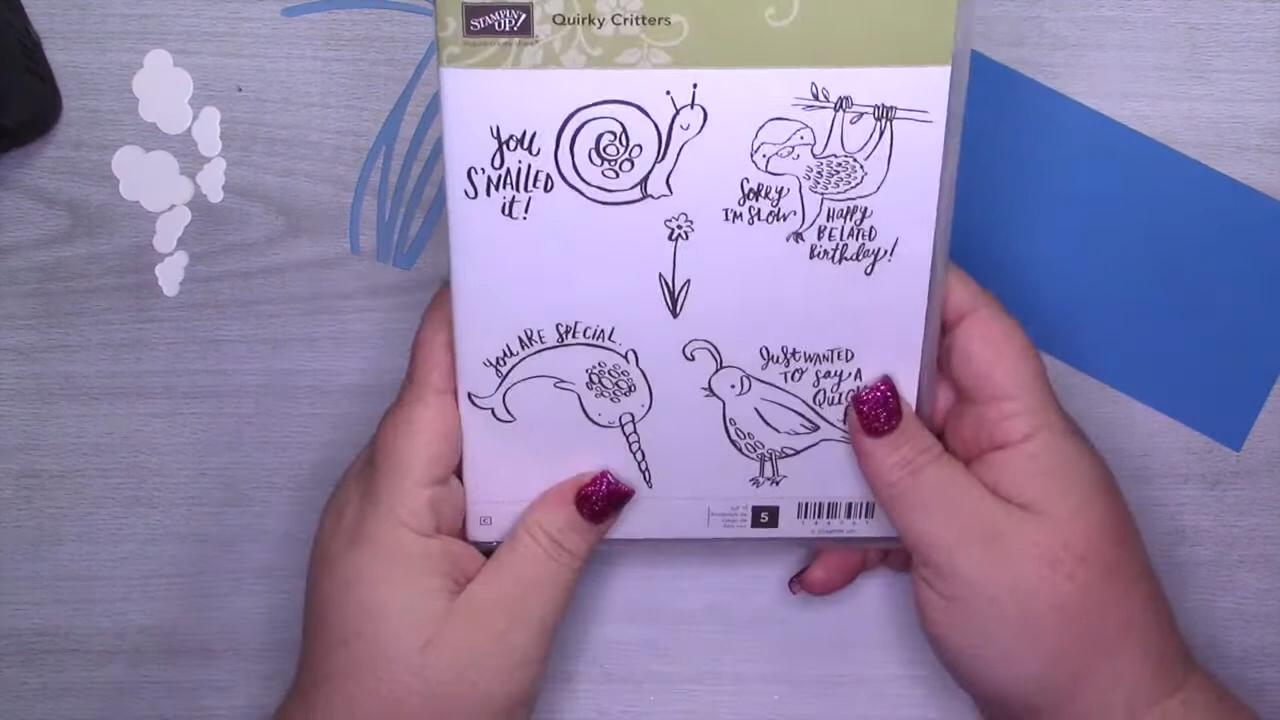 STAMPIN' UP!
Quirky Critters
you
S'NAILED
it!
Sorry
I'M SLOW
HAPPY
BELATED
Birthday!
you ARE SPECIAL.
Just WANTED
TO say A
5